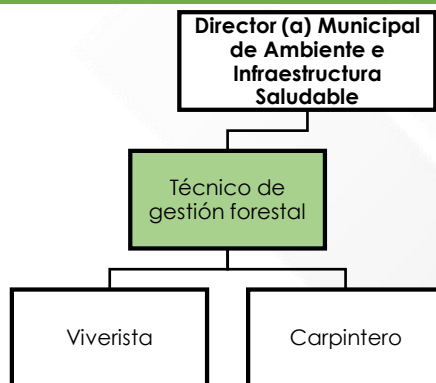 Director (a) Municipal
de Ambiente e
Infraestructura
Saludable
Técnico de
gestión forestal
Viverista
Carpintero